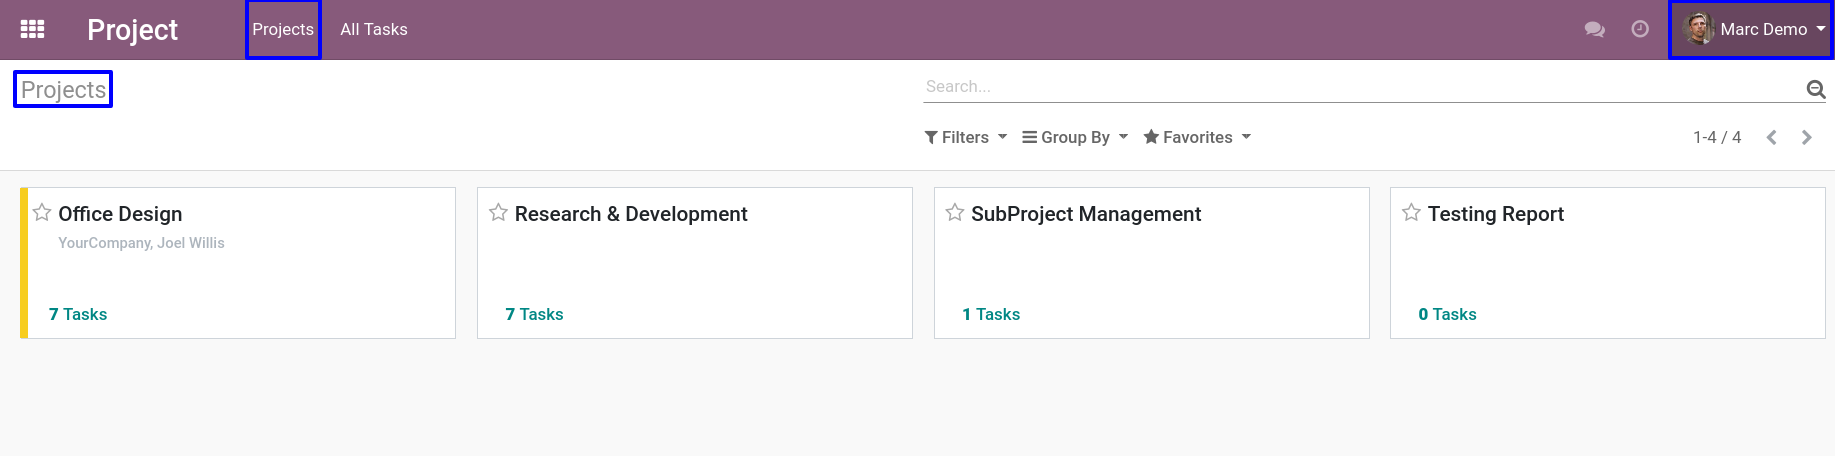 Project Projects All Tasks Marc Demo
Projects
Search...
Filters Group By Favorites 1-4 / 4
Office Design Research & Development SubProject Management Testing Report
YourCompany, Joel Willis
7 Tasks 7 Tasks 1 Tasks 0 Tasks